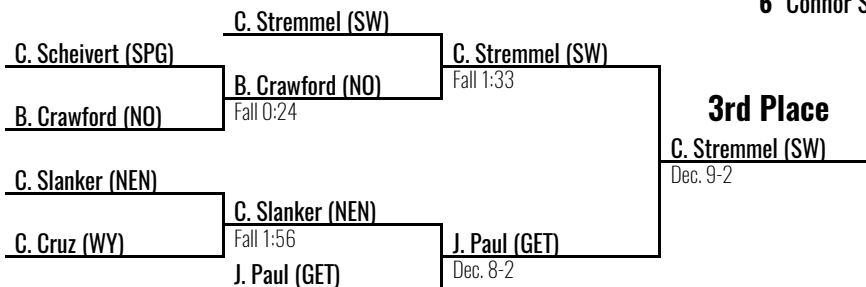 6 Connor S
C. Stremmel (SW)
C. Scheivert (SPG)
C. Stremmel (SW)
Fall 1:33
B. Crawford (NO)
Fall 0:24
B. Crawford (NO)
3rd Place
C. Stremmel (SW)
Dec. 9-2
C. Slanker (NEN)
C. Slanker (NEN)
Fall 1:56
C. Cruz (WY)
J. Paul (GET)
Dec. 8-2
J. Paul (GET)